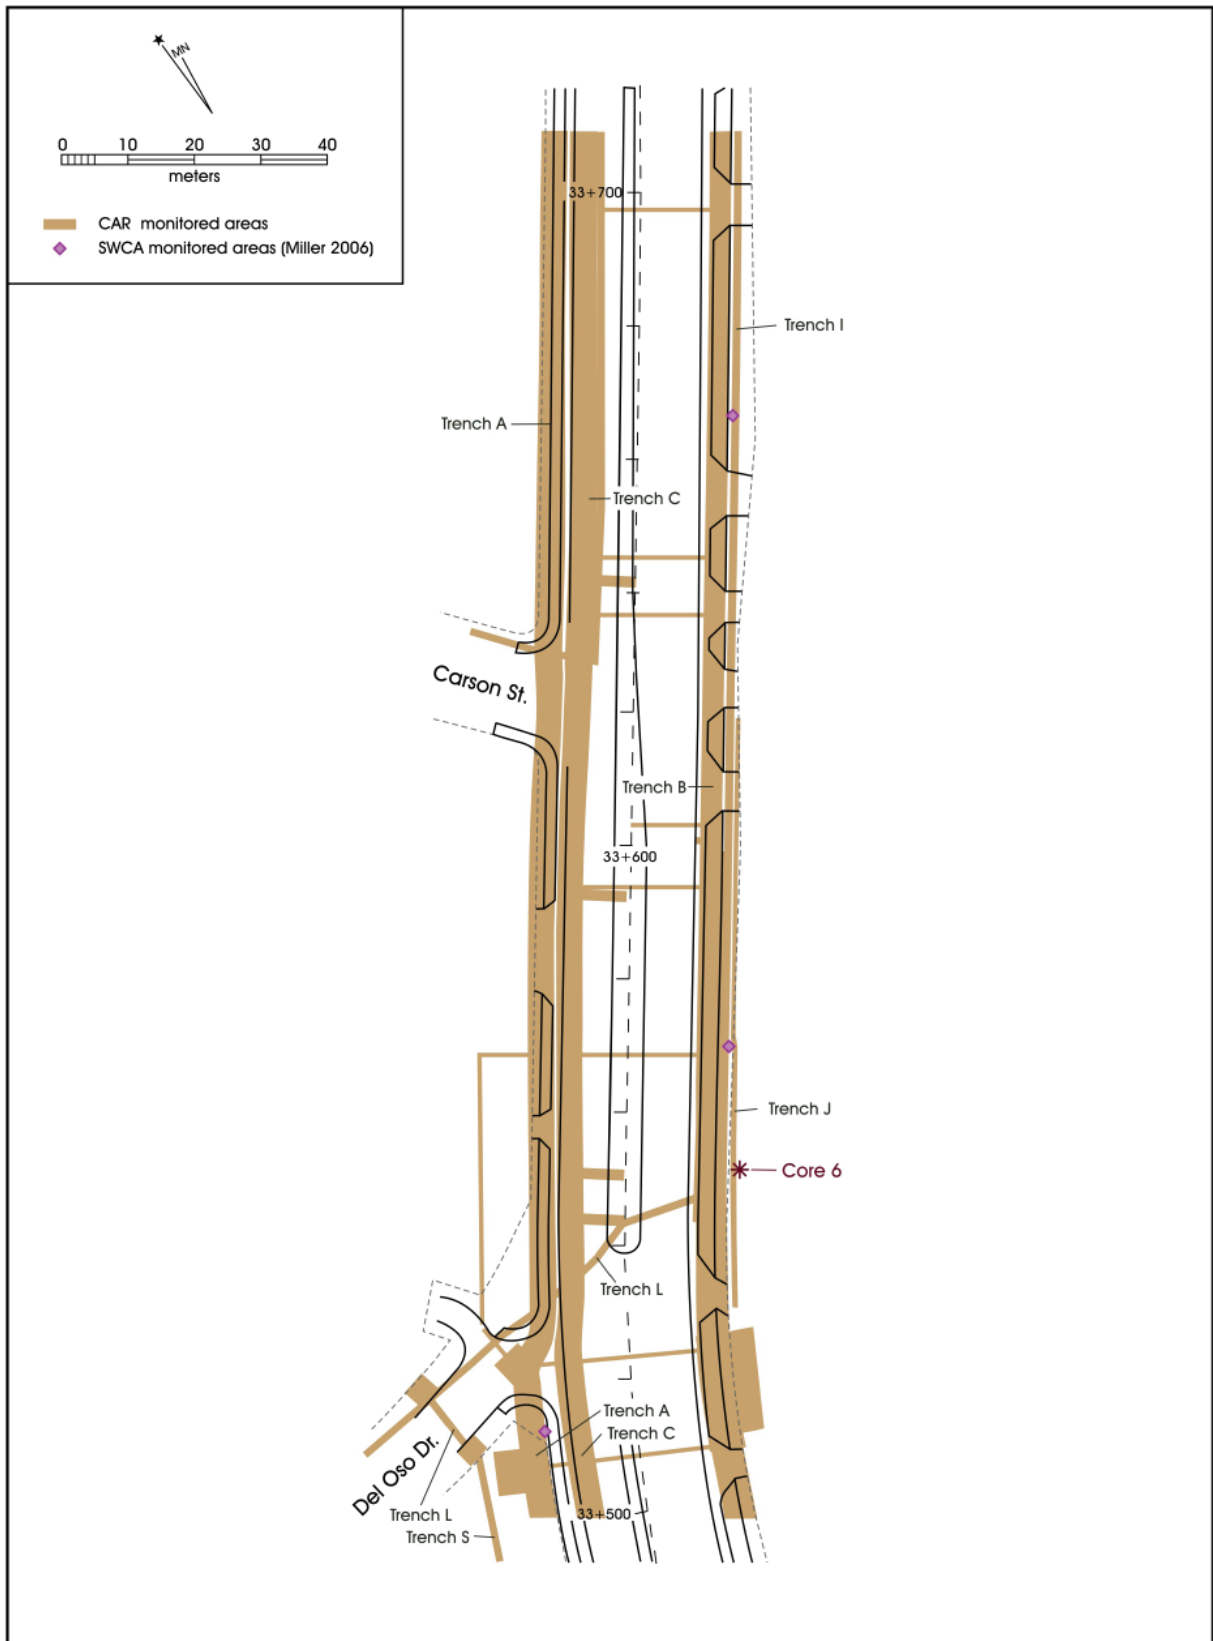 MN
0 10 20 30 40
meters
CAR monitored areas
SWCA monitored areas (Miller 2006)
33+700
Trench I
Trench A
Trench C
Carson St.
Trench B
33+600
Trench J
Core 6
Trench L
Trench A
Trench C
Del Oso Dr.
Trench L
33+500
Trench S